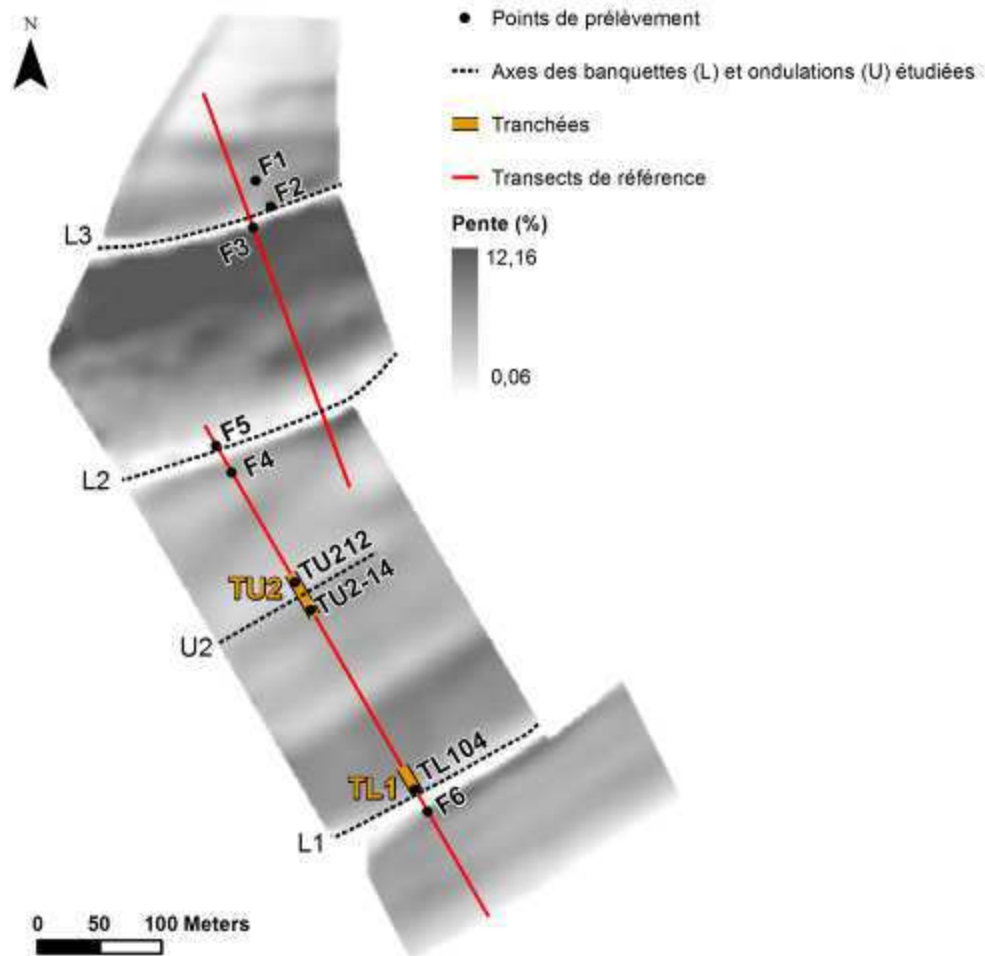 N
Points de prélèvement
Axes des banquettes (L) et ondulations (U) étudiées
Tranchées
Transects de référence
Pente (%)
12,16
0,06
F1
F2
L3
F3
F5
F4
L2
TU212
TU2
TU2-14
U2
TL104
TL1
F6
L1
0 50 100 Meters